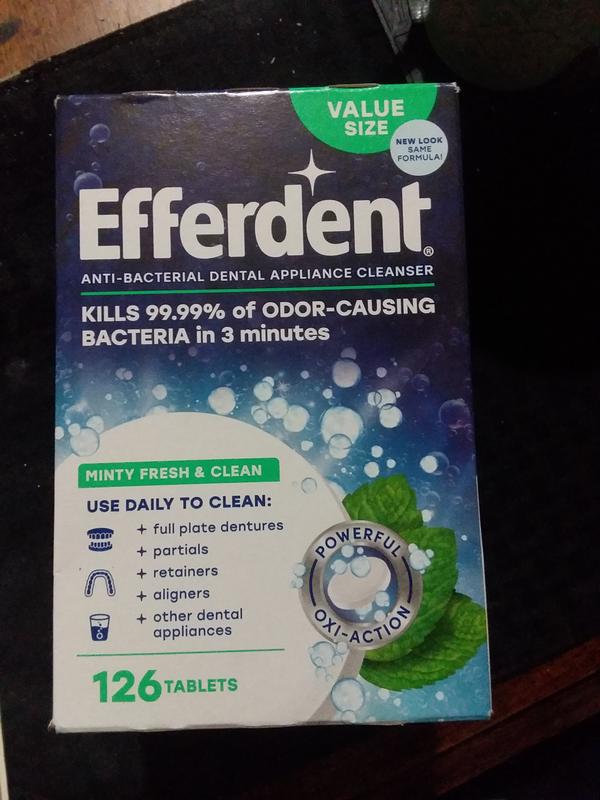 VALUE
SIZE
NEW LOOK
SAME
FORMULA!
Efferdent®
ANTI-BACTERIAL DENTAL APPLIANCE CLEANSER
KILLS 99.99% of ODOR-CAUSING
BACTERIA in 3 minutes
MINTY FRESH & CLEAN
USE DAILY TO CLEAN:
+ full plate dentures
+ partials
+ retainers
+ aligners
+ other dental
appliances
POWERFUL
OXI-ACTION
126 TABLETS